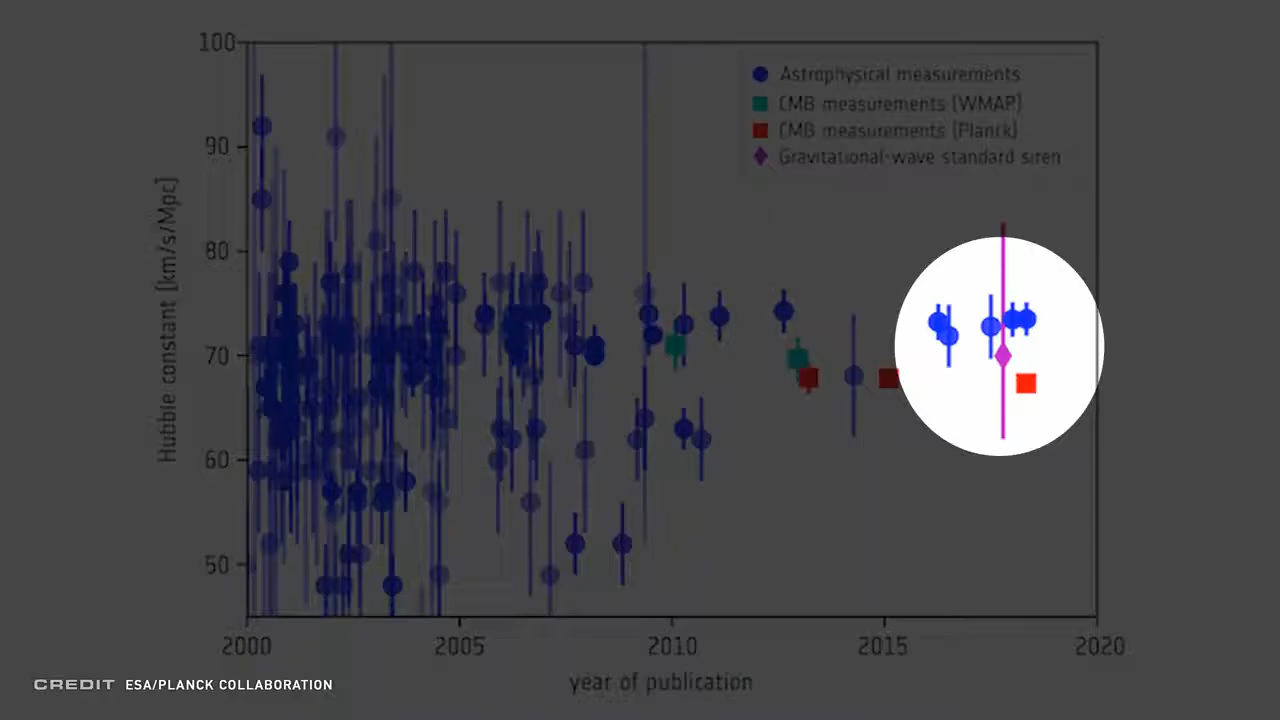 100
90
80
70
60
50
Hubble constant [km/s/Mpc]
Astrophysical measurements
CMB measurements (WMAP)
CMB measurements (Planck)
Gravitational-wave standard siren
2000 2005 2010 2015 2020
year of publication
CREDIT ESA/PLANCK COLLABORATION